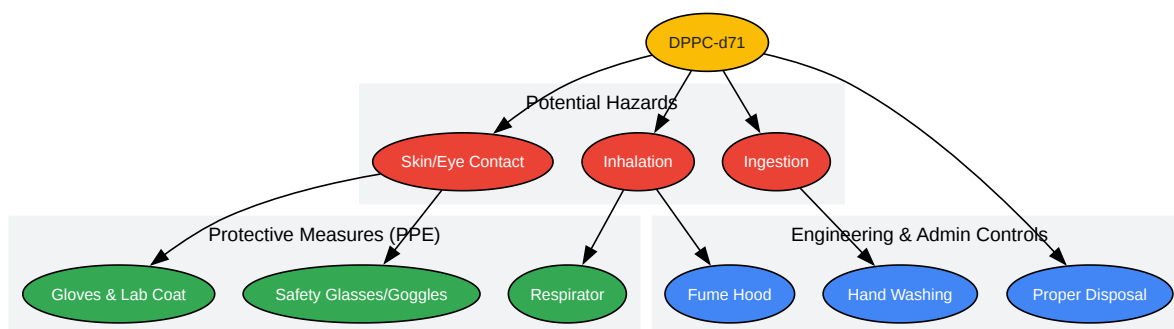 DPPC-d71
Potential Hazards
Skin/Eye Contact
Inhalation
Ingestion
Protective Measures (PPE)
Engineering & Admin Controls
Gloves & Lab Coat
Safety Glasses/Goggles
Respirator
Fume Hood
Hand Washing
Proper Disposal